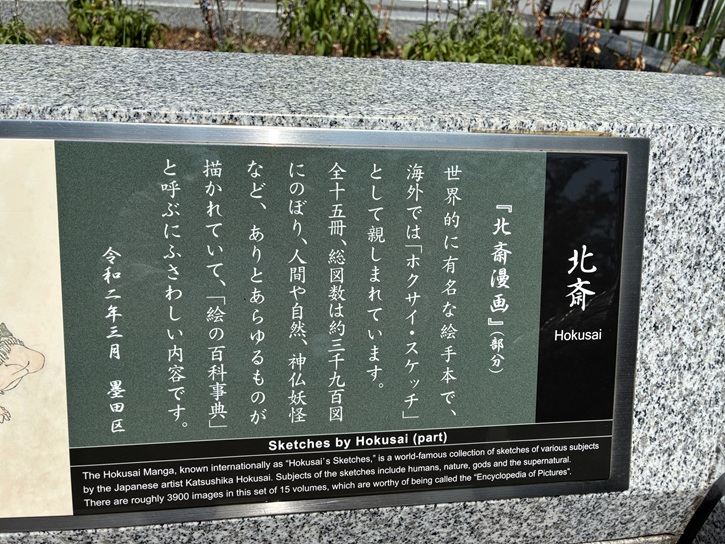 北斎
Hokusai
『北斎漫画』(部分)
世界的に有名な絵手本で、
海外では「ホクサイ・スケッチ」
として親しまれています。
全十五冊、総図数は約三千九百図
にのぼり、人間や自然、神仏妖怪
など、ありとあらゆるものが
描かれていて、「絵の百科事典」
と呼ぶにふさわしい内容です。
令和二年三月 墨田区
Sketches by Hokusai (part)
The Hokusai Manga, known internationally as “Hokusai's Sketches,” is a world-famous collection of sketches of various subjects
by the Japanese artist Katsushika Hokusai. Subjects of the sketches include humans, nature, gods and the supernatural.
There are roughly 3900 images in this set of 15 volumes, which are worthy of being called the “Encyclopedia of Pictures”.